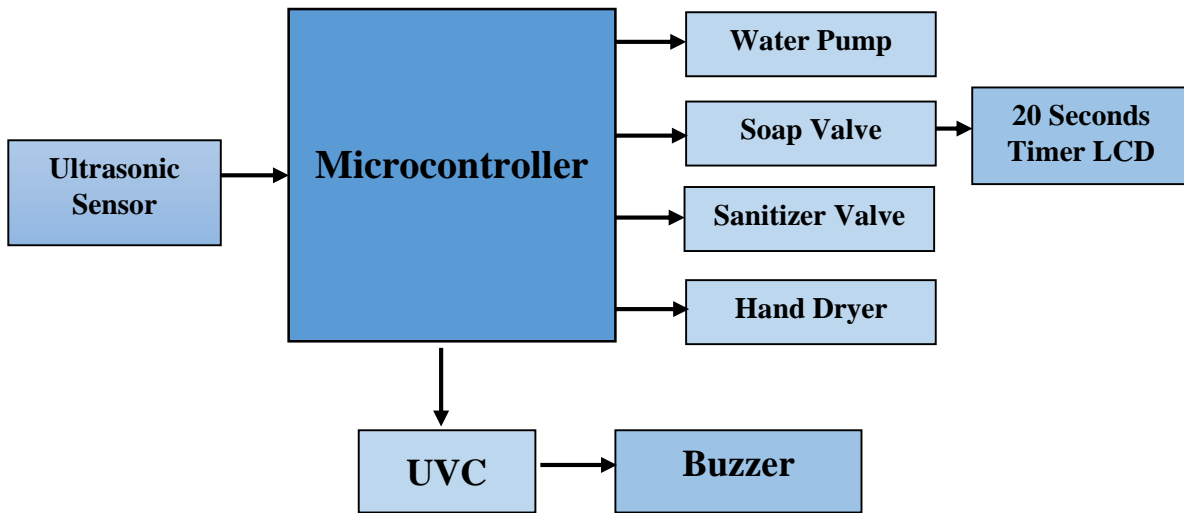 Water Pump
Soap Valve
20 Seconds
Timer LCD
Ultrasonic
Sensor
Microcontroller
Sanitizer Valve
Hand Dryer
UVC
Buzzer